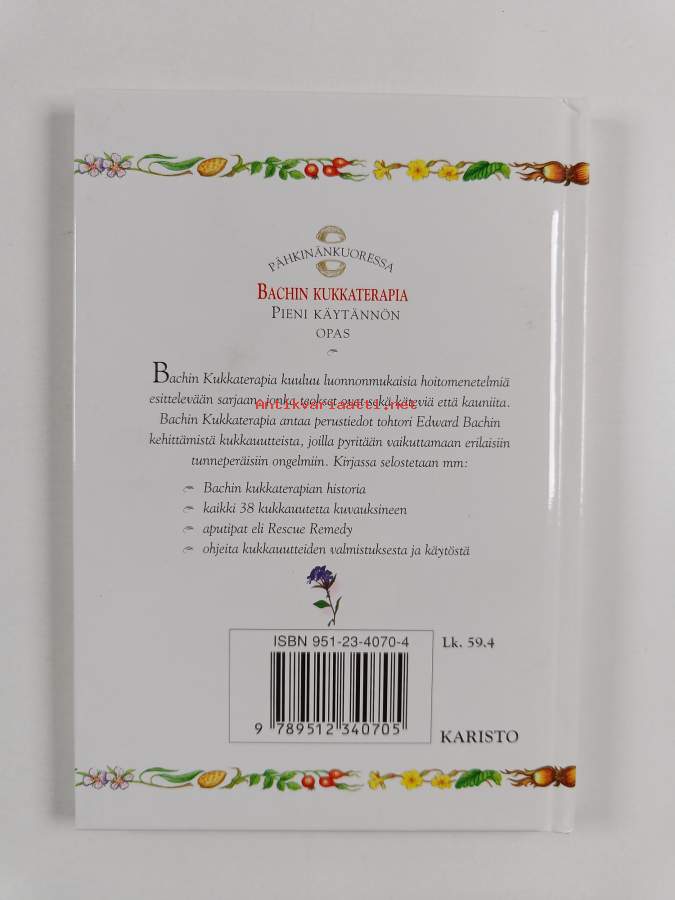 PÄHKINÄNKUORESSA
BACHIN KUKKATERAPIA
PIENI KÄYTÄNNÖN
OPAS
Bachin Kukkaterapia kuuluu luonnonmukaisia hoitomenetelmiä
esittelevään sarjaan, jonka teokset ovat sekä käteviä että kauniita.
Antikvariaatti.net
Bachin Kukkaterapia antaa perustiedot tohtori Edward Bachin
kehittämistä kukkauutteista, joilla pyritään vaikuttamaan erilaisiin
tunneperäisiin ongelmiin. Kirjassa selostetaan mm:
Bachin kukkaterapian historia
kaikki 38 kukkauutetta kuvauksineen
aputipat eli Rescue Remedy
ohjeita kukkauutteiden valmistuksesta ja käytöstä
ISBN 951-23-4070-4
Lk. 59.4
9 789512 340705
KARISTO